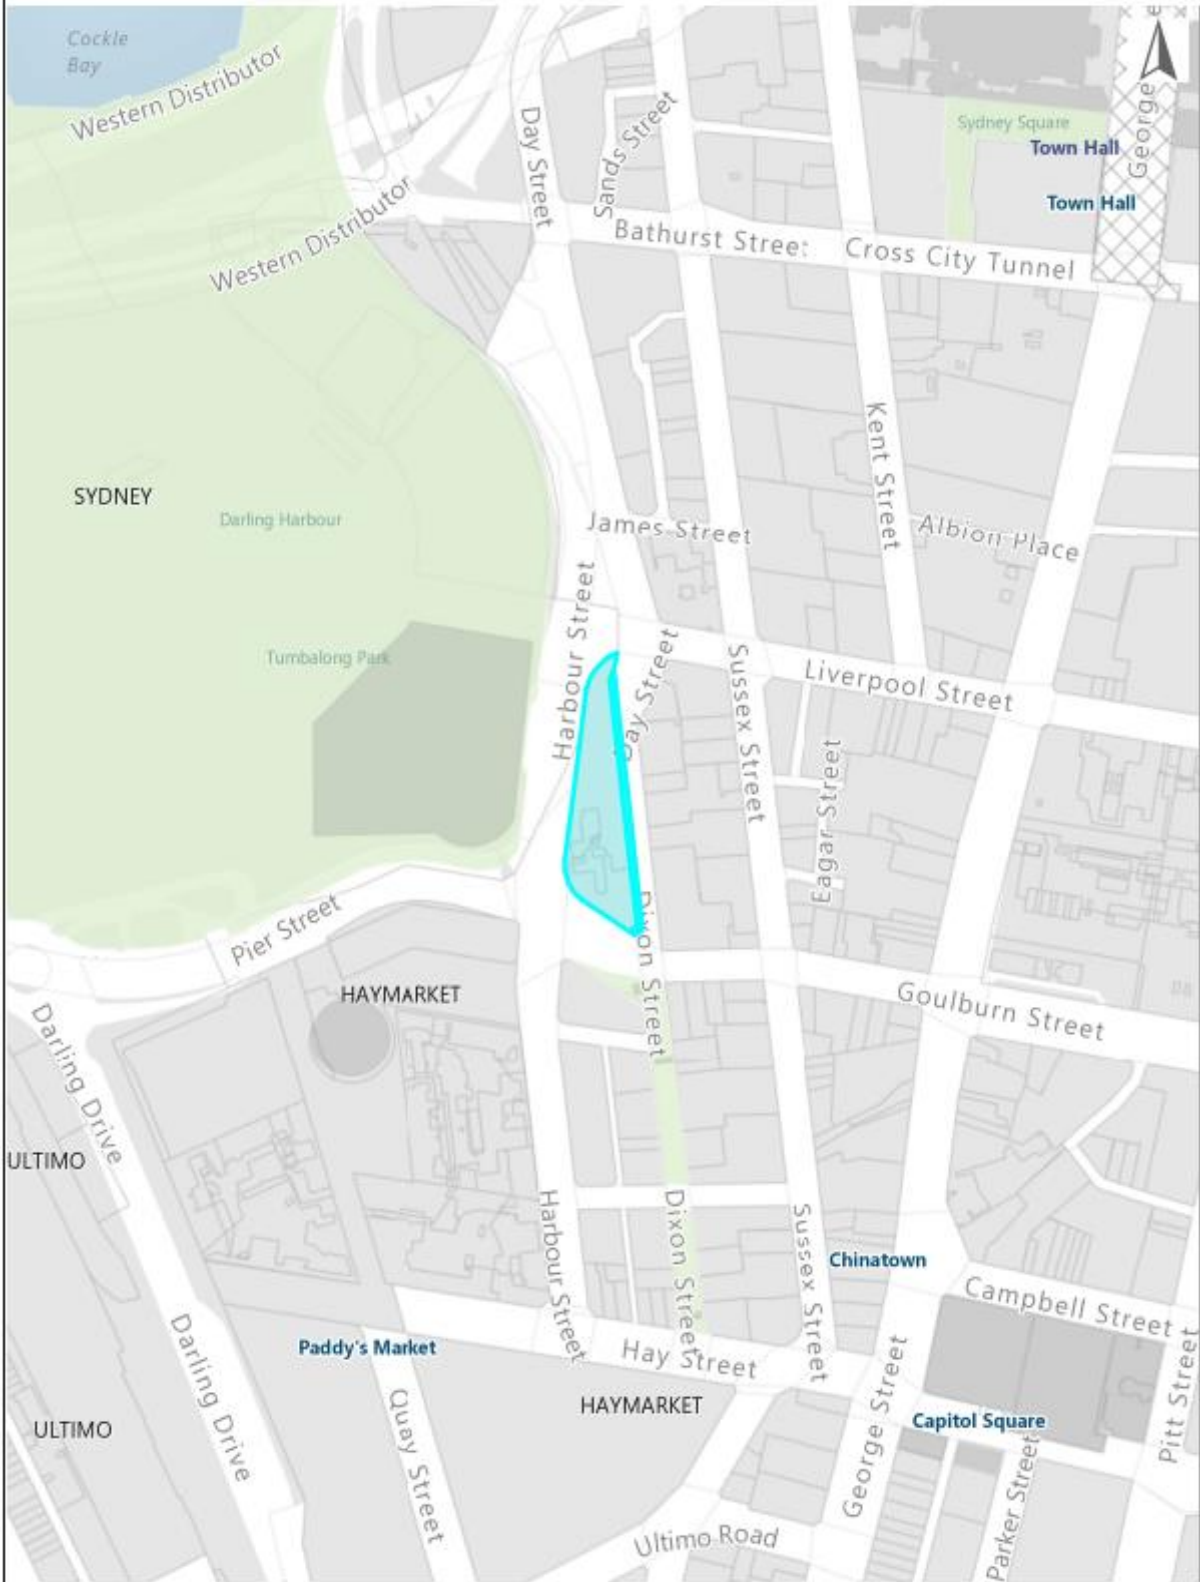 Cockle
Bay
Western Distributor
Day Street
Sands Street
Sydney Square
George
Town Hall
Town Hall
Western Distributor
Bathurst Stree
Cross City Tunnel
Kent Street
SYDNEY
Darling Harbour
James Street
Albion Place
Harbour Street
Tumbalong Park
Day Street
Sussex Street
Liverpool Street
Eagar Street
Pier Street
Dixon Street
HAYMARKET
Goulburn Street
Darling Drive
ULTIMO
Harbour Street
Dixon Street
Sussex Street
Chinatown
Campbell Street
Darling Drive
Paddy's Market
Hay Street
George Street
Pitt Street
Quay Street
HAYMARKET
Capitol Square
ULTIMO
Parker Street
Ultimo Road